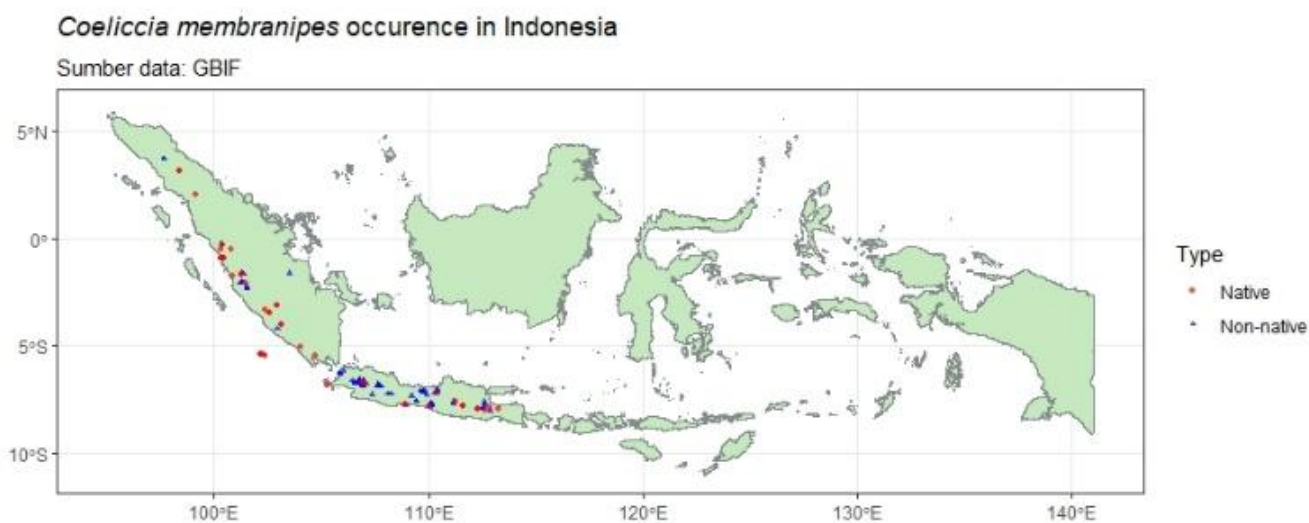 Coeliccia membranipes occurence in Indonesia
Sumber data: GBIF
5°N
0°
5°S
10°S
100°E
110°E
120°E
130°E
140°E
Type
Native
Non-native